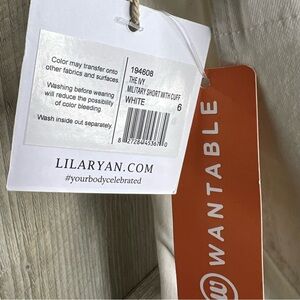 Color may transfer onto
other fabrics and surfaces.
Washing before wearing
will reduce the possibility
of color bleeding.
Wash inside out separately.
194608
THE IVY
MILITARY SHORT WITH CUFF
WHITE 6
LILARYAN.COM
#yourbodycelebrated
W WANTABLE